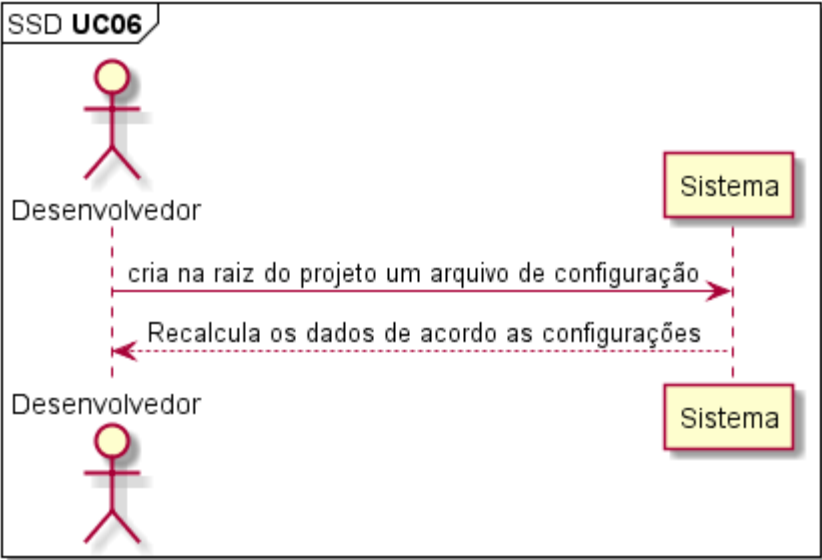 SSD UC06
Desenvolvedor
Sistema
cria na raiz do projeto um arquivo de configuração
Recalcula os dados de acordo as configurações
Desenvolvedor
Sistema